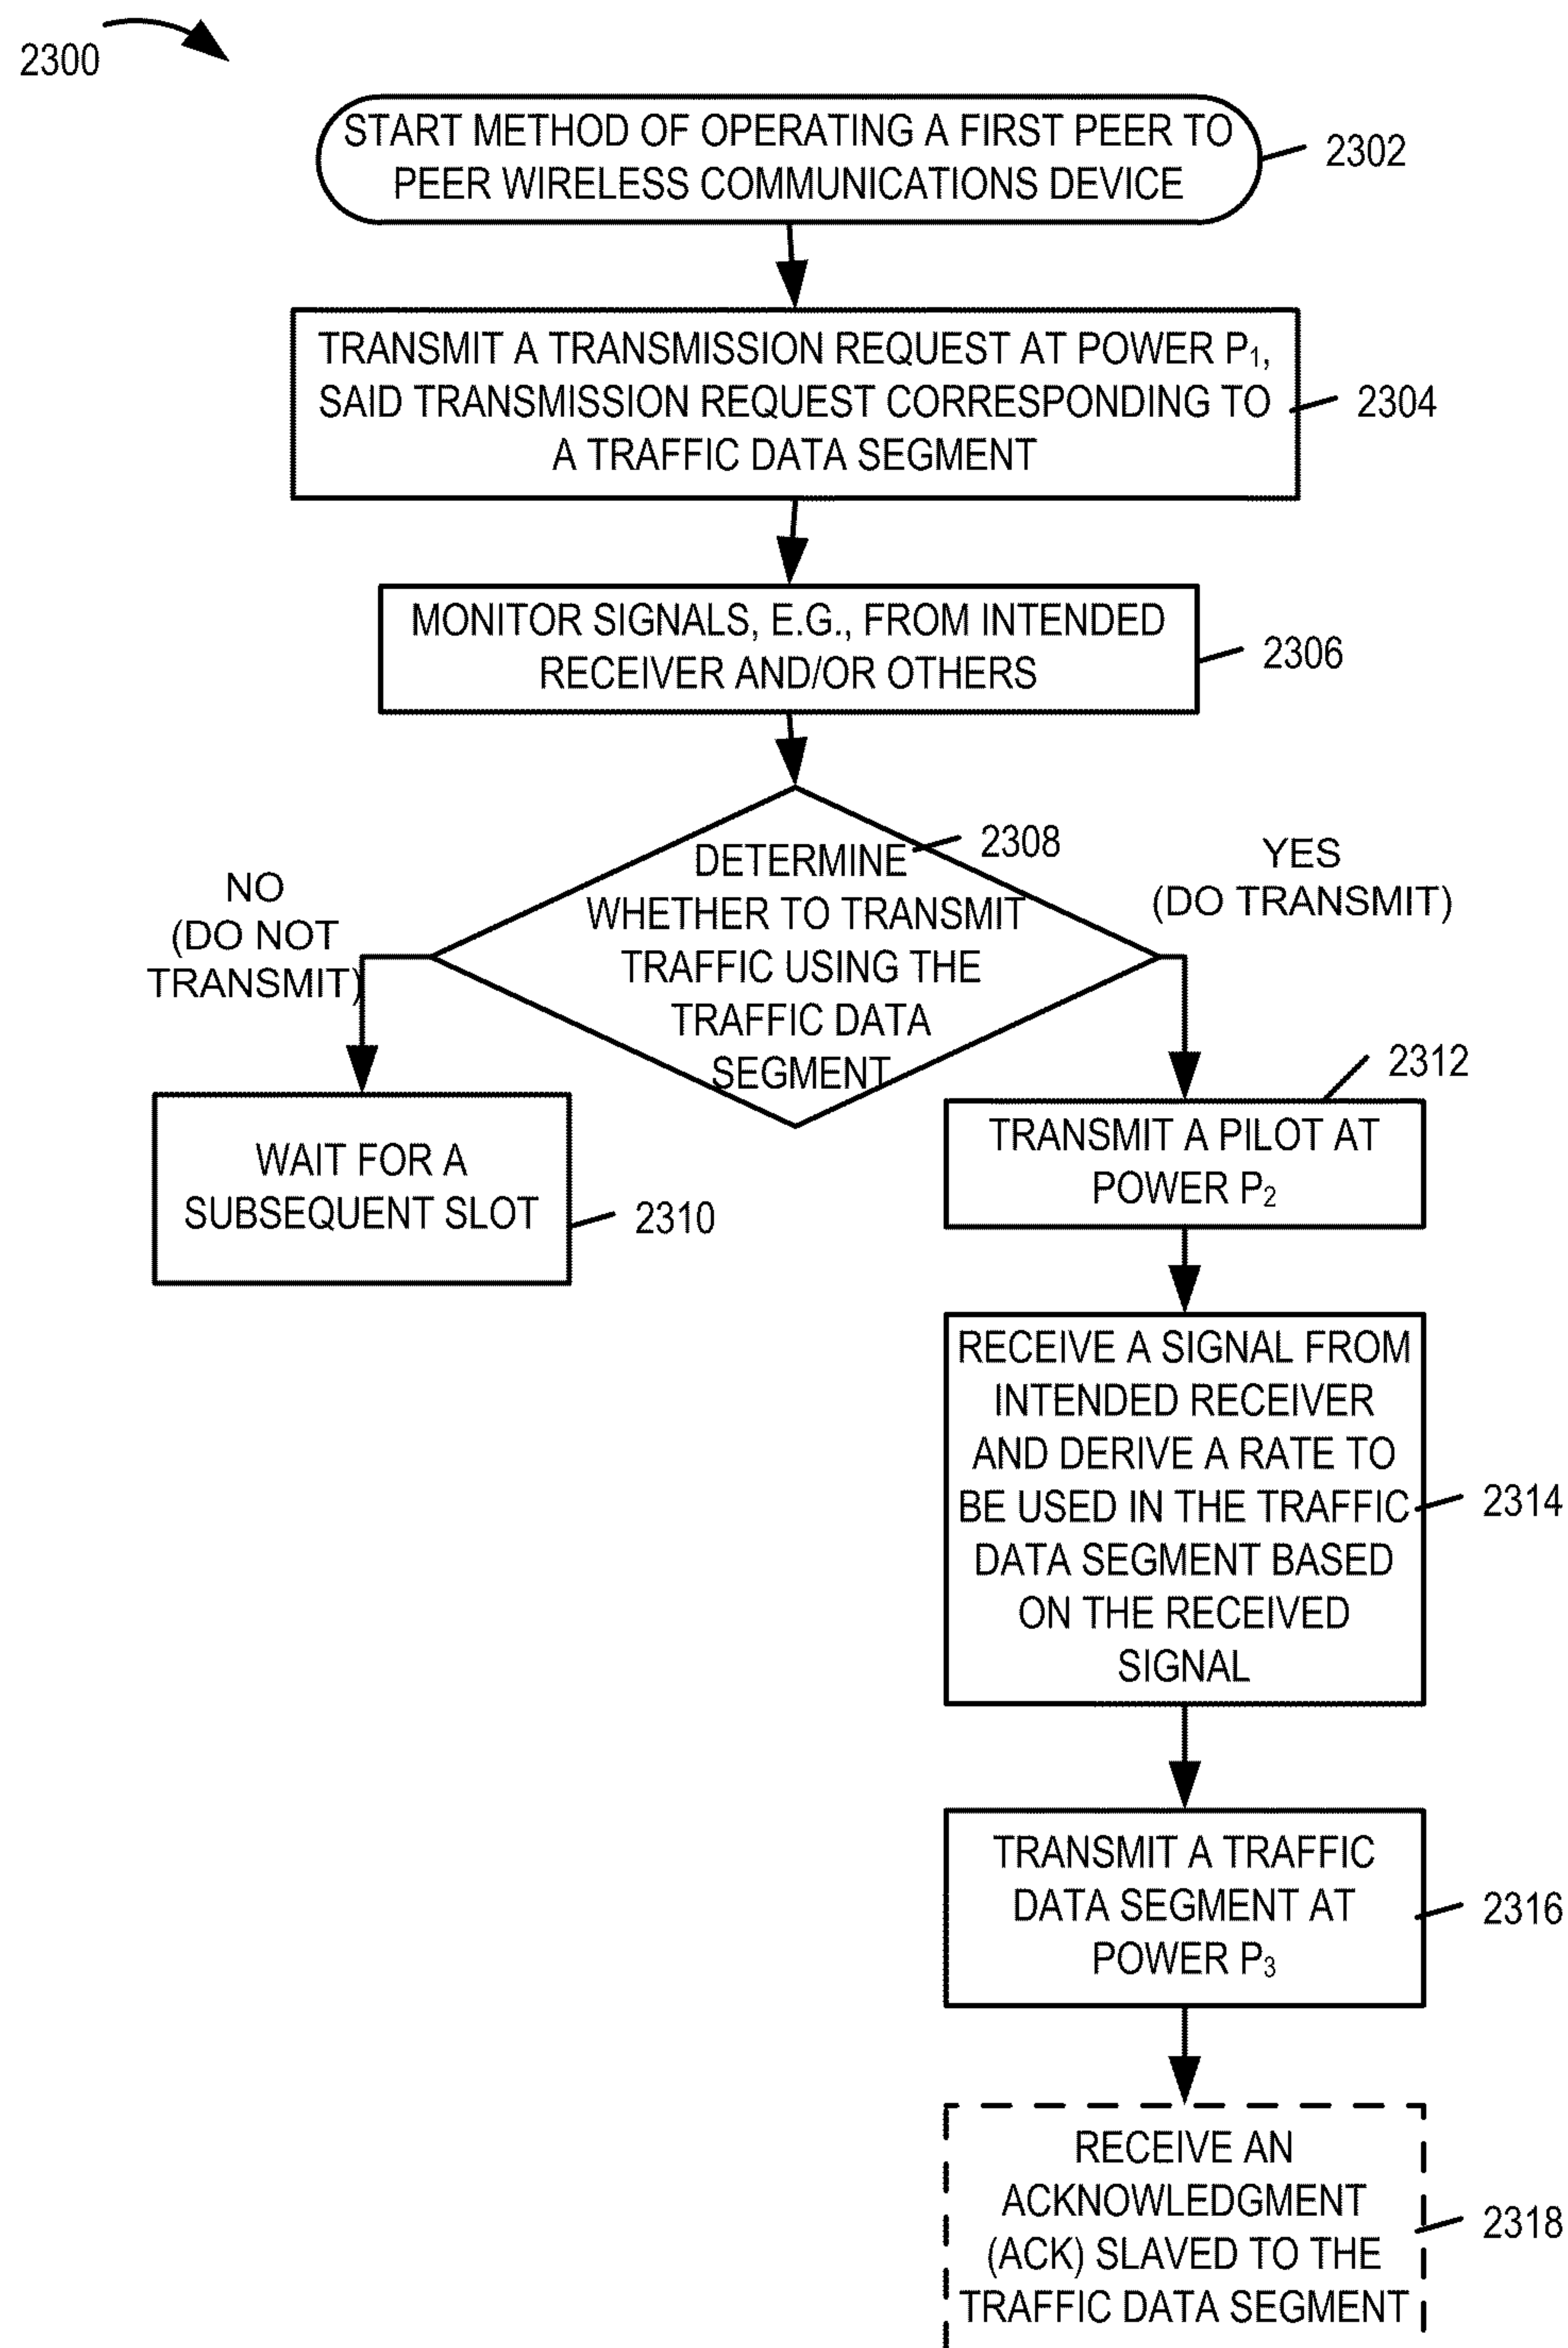 2300
START METHOD OF OPERATING A FIRST PEER TO
PEER WIRELESS COMMUNICATIONS DEVICE
2302
TRANSMIT A TRANSMISSION REQUEST AT POWER P₁,
SAID TRANSMISSION REQUEST CORRESPONDING TO
A TRAFFIC DATA SEGMENT
2304
MONITOR SIGNALS, E.G., FROM INTENDED
RECEIVER AND/OR OTHERS
2306
DETERMINE
WHETHER TO TRANSMIT
TRAFFIC USING THE
TRAFFIC DATA
SEGMENT
2308
NO
(DO NOT
TRANSMIT)
YES
(DO TRANSMIT)
WAIT FOR A
SUBSEQUENT SLOT
2310
2312
TRANSMIT A PILOT AT
POWER P₂
RECEIVE A SIGNAL FROM
INTENDED RECEIVER
AND DERIVE A RATE TO
BE USED IN THE TRAFFIC
DATA SEGMENT BASED
ON THE RECEIVED
SIGNAL
2314
TRANSMIT A TRAFFIC
DATA SEGMENT AT
POWER P₃
2316
RECEIVE AN
ACKNOWLEDGMENT
(ACK) SLAVED TO THE
TRAFFIC DATA SEGMENT
2318